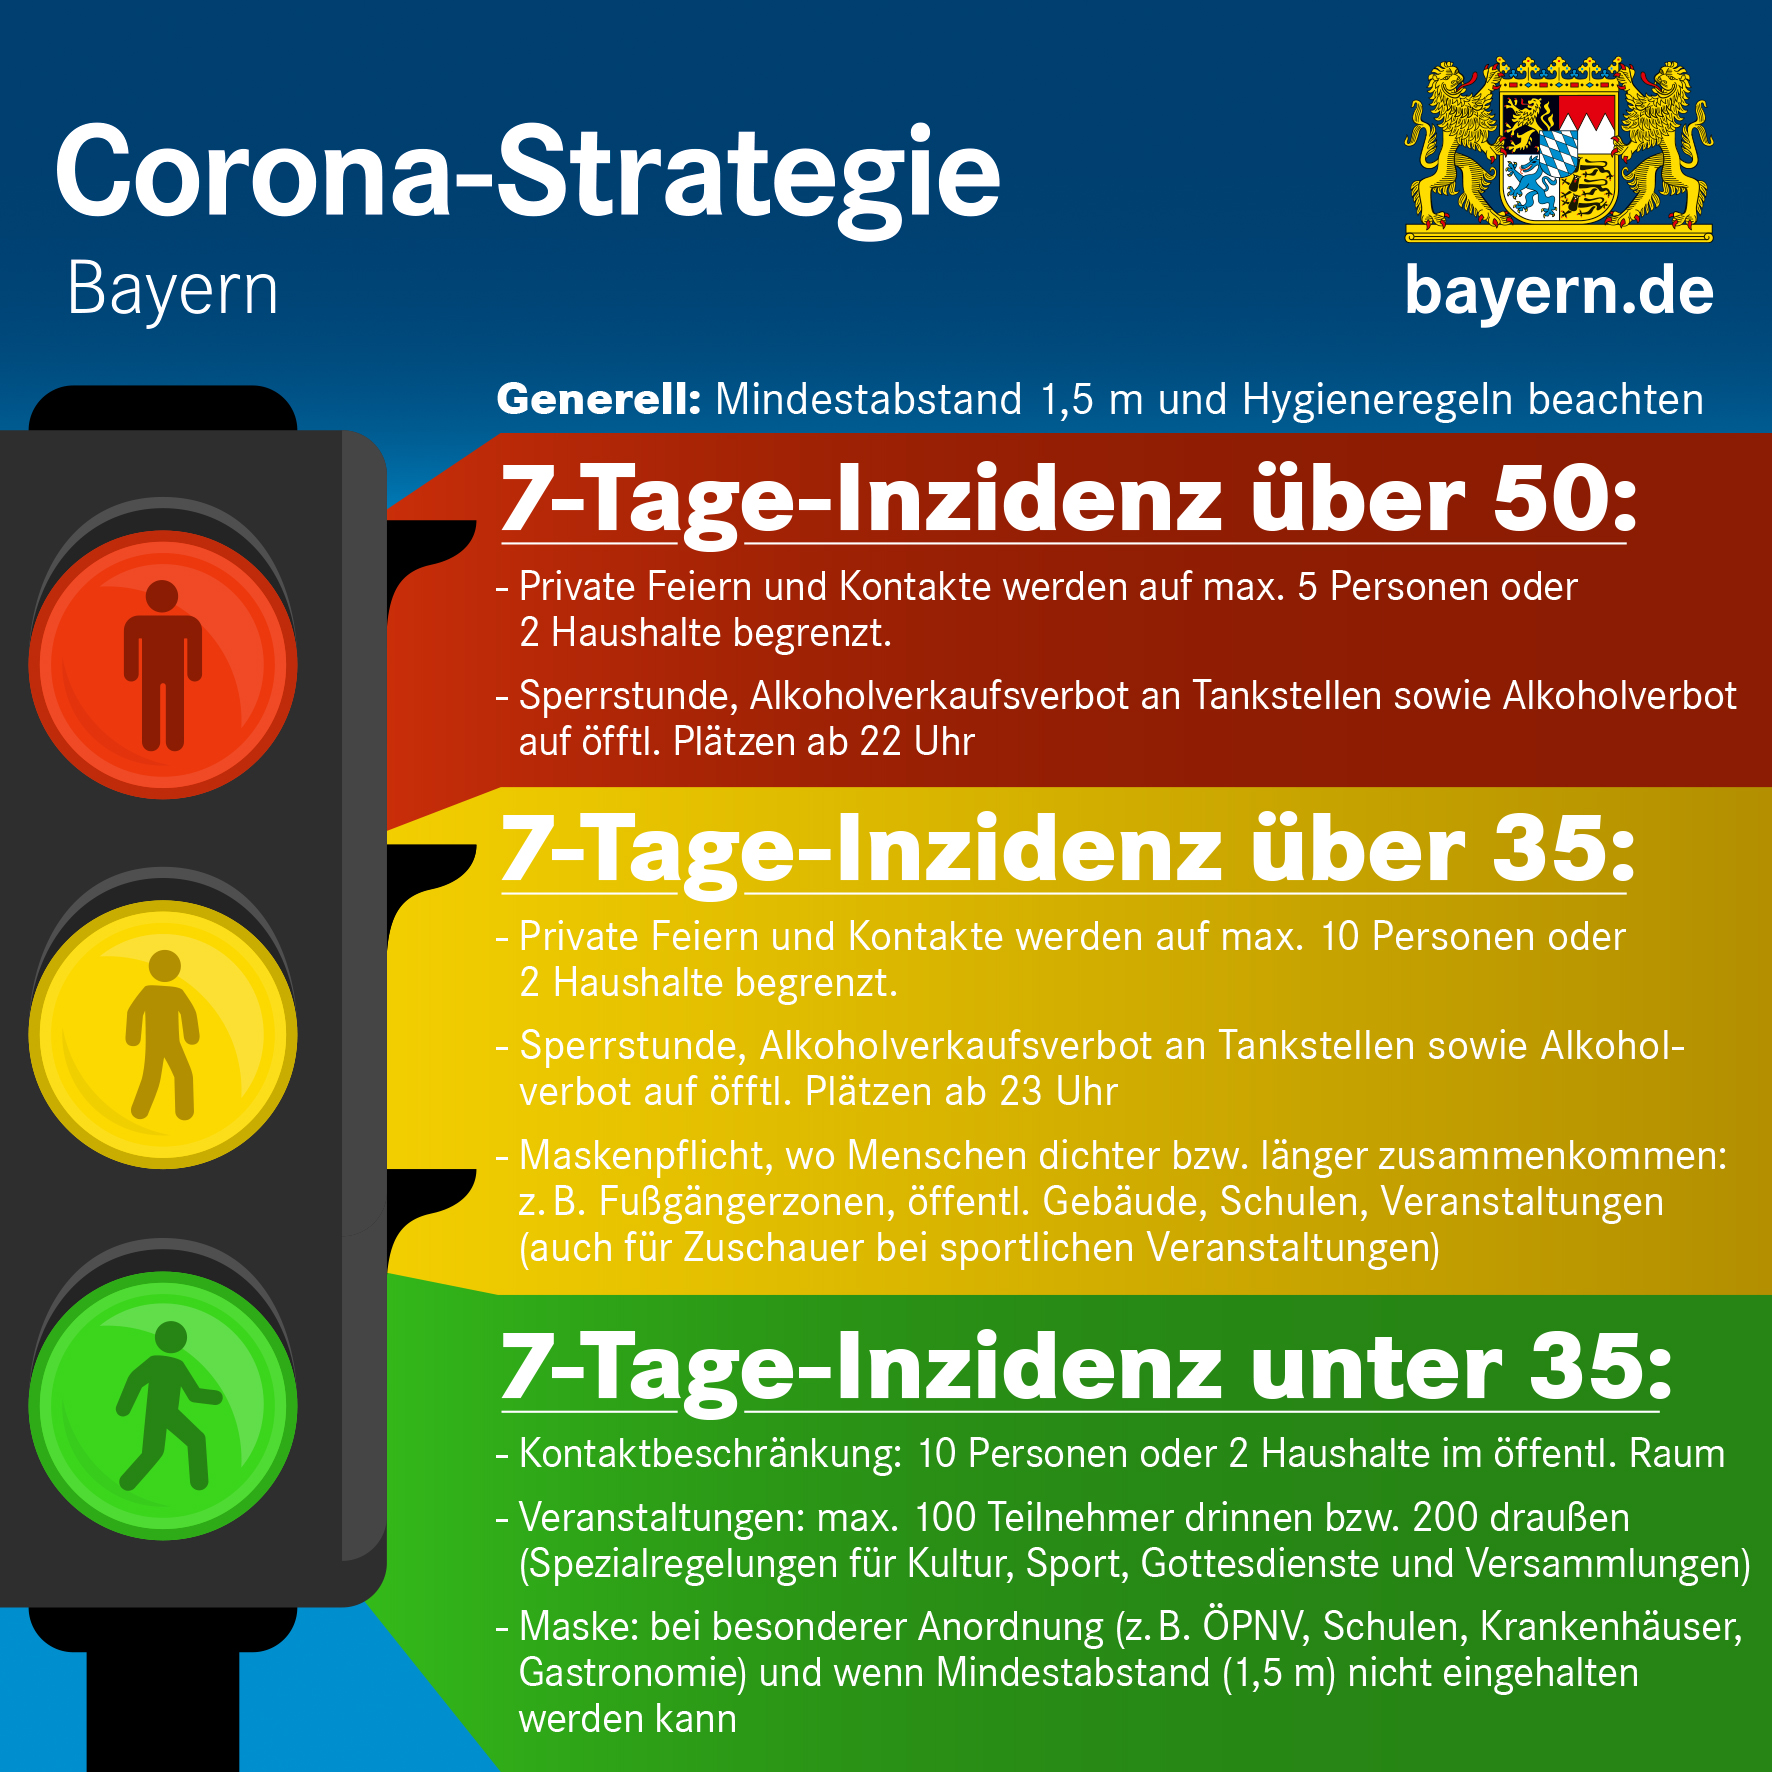 Corona-Strategie
Bayern
bayern.de
Generell: Mindestabstand 1,5 m und Hygieneregeln beachten
7-Tage-Inzidenz über 50:
- Private Feiern und Kontakte werden auf max. 5 Personen oder
2 Haushalte begrenzt.
- Sperrstunde, Alkoholverkaufsverbot an Tankstellen sowie Alkoholverbot
auf öfftl. Plätzen ab 22 Uhr
7-Tage-Inzidenz über 35:
- Private Feiern und Kontakte werden auf max. 10 Personen oder
2 Haushalte begrenzt.
- Sperrstunde, Alkoholverkaufsverbot an Tankstellen sowie Alkohol-
verbot auf öfftl. Plätzen ab 23 Uhr
- Maskenpflicht, wo Menschen dichter bzw. länger zusammenkommen:
z. B. Fußgängerzonen, öffentl. Gebäude, Schulen, Veranstaltungen
(auch für Zuschauer bei sportlichen Veranstaltungen)
7-Tage-Inzidenz unter 35:
- Kontaktbeschränkung: 10 Personen oder 2 Haushalte im öffentl. Raum
- Veranstaltungen: max. 100 Teilnehmer drinnen bzw. 200 draußen
(Spezialregelungen für Kultur, Sport, Gottesdienste und Versammlungen)
- Maske: bei besonderer Anordnung (z. B. ÖPNV, Schulen, Krankenhäuser,
Gastronomie) und wenn Mindestabstand (1,5 m) nicht eingehalten
werden kann